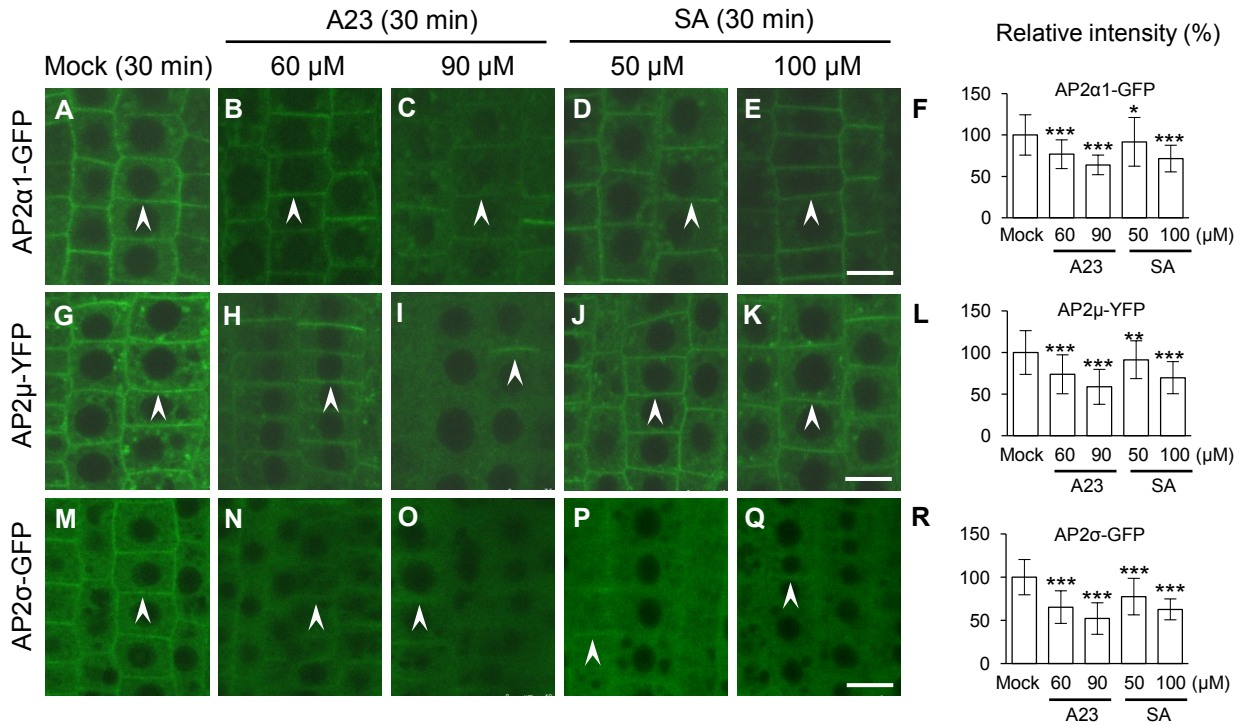 A23 (30 min)
SA (30 min)
Relative intensity (%)
Mock (30 min)
60 µM
90 µM
50 µM
100 µM
AP2α1-GFP
A
B
C
D
E
F
AP2α1-GFP
150
100
50
0
*** *** * ***
Mock 60 90 50 100 (µM)
A23 SA
AP2µ-YFP
G
H
I
J
K
L
AP2µ-YFP
150
100
50
0
*** *** ** ***
Mock 60 90 50 100 (µM)
A23 SA
AP2σ-GFP
M
N
O
P
Q
R
AP2σ-GFP
150
100
50
0
*** *** *** ***
Mock 60 90 50 100 (µM)
A23 SA